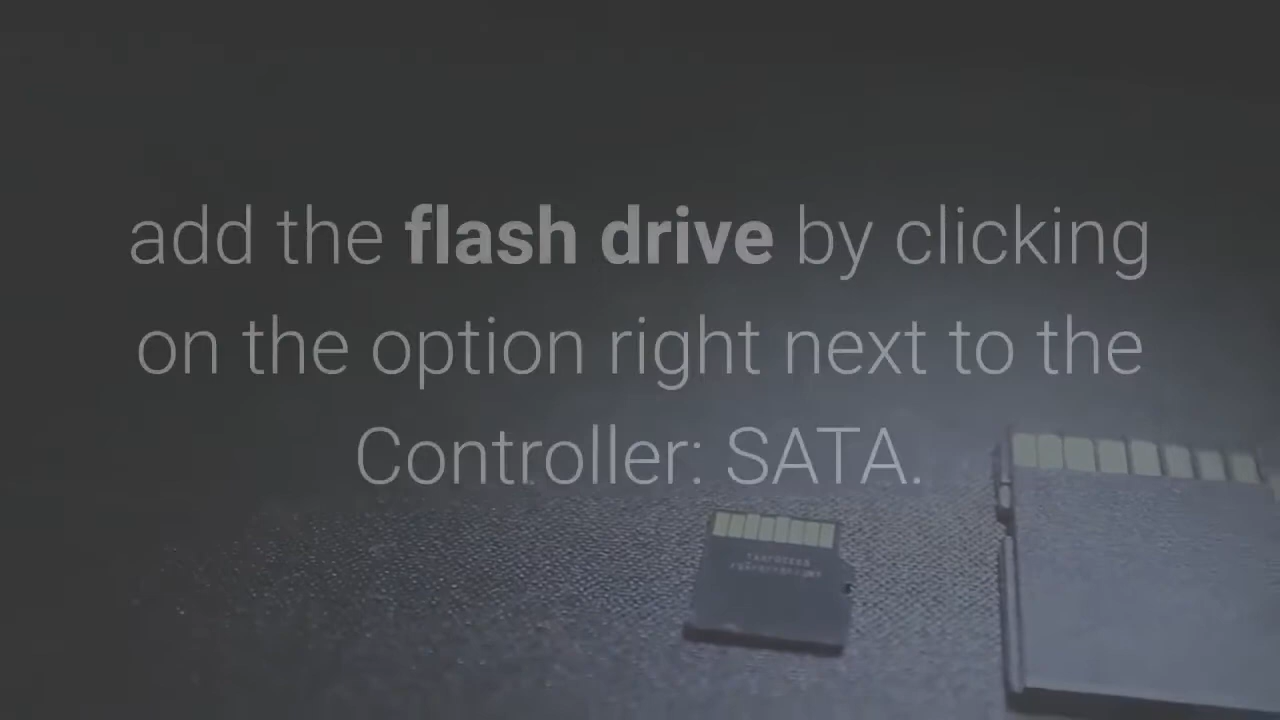 add the flash drive by clicking
on the option right next to the
Controller: SATA.